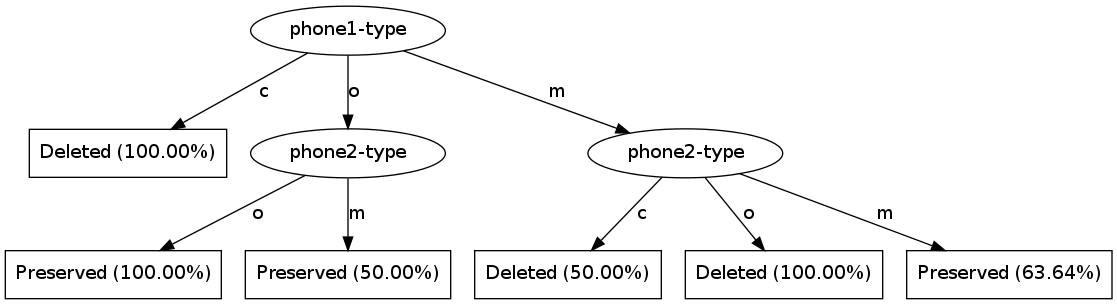 phone1-type
c
o
m
Deleted (100.00%)
phone2-type
phone2-type
o
m
c
o
m
Preserved (100.00%)
Preserved (50.00%)
Deleted (50.00%)
Deleted (100.00%)
Preserved (63.64%)